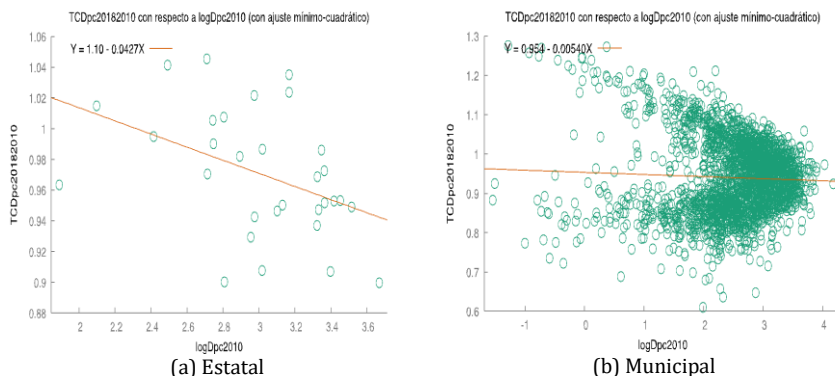 TCDpc20182010 con respecto a logDpc2010 (con ajuste mínimo-cuadrático)
Y = 1.10 - 0.0427X
1.06
1.04
1.02
1
0.98
0.96
0.94
0.92
0.9
0.88
TCDpc20182010
2 2.2 2.4 2.6 2.8 3 3.2 3.4 3.6
logDpc2010
(a) Estatal
TCDpc20182010 con respecto a logDpc2010 (con ajuste mínimo-cuadrático)
Y = 0.954 - 0.00540X
1.3
1.2
1.1
1
0.9
0.8
0.7
0.6
TCDpc20182010
-1 0 1 2 3 4
logDpc2010
(b) Municipal